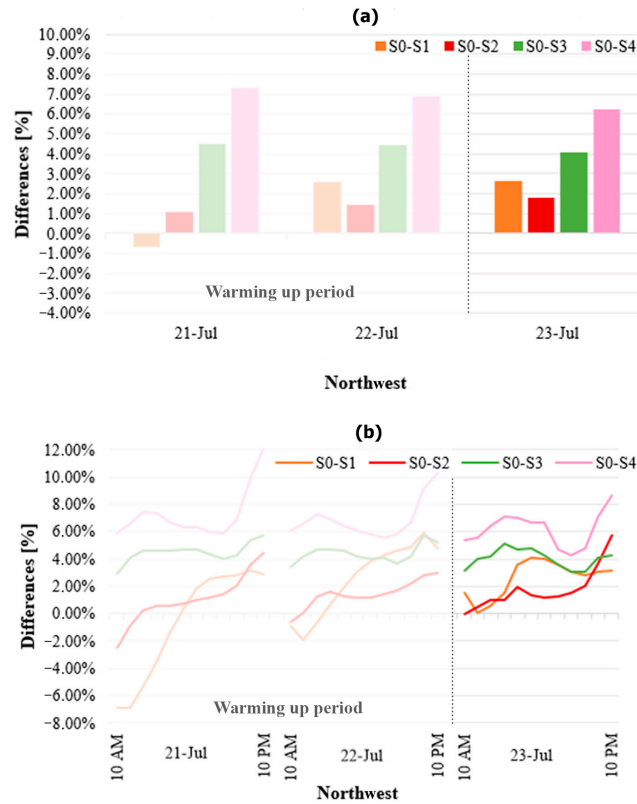 (a)
S0-S1 S0-S2 S0-S3 S0-S4
Differences [%]
10.00%
9.00%
8.00%
7.00%
6.00%
5.00%
4.00%
3.00%
2.00%
1.00%
0.00%
−1.00%
−2.00%
−3.00%
−4.00%
Warming up period
21-Jul 22-Jul 23-Jul
Northwest
(b)
S0-S1 S0-S2 S0-S3 S0-S4
Differences [%]
12.00%
10.00%
8.00%
6.00%
4.00%
2.00%
0.00%
−2.00%
−4.00%
−6.00%
−8.00%
Warming up period
10 AM 21-Jul 10 PM 10 AM 22-Jul 10 PM 10 AM 23-Jul 10 PM
Northwest